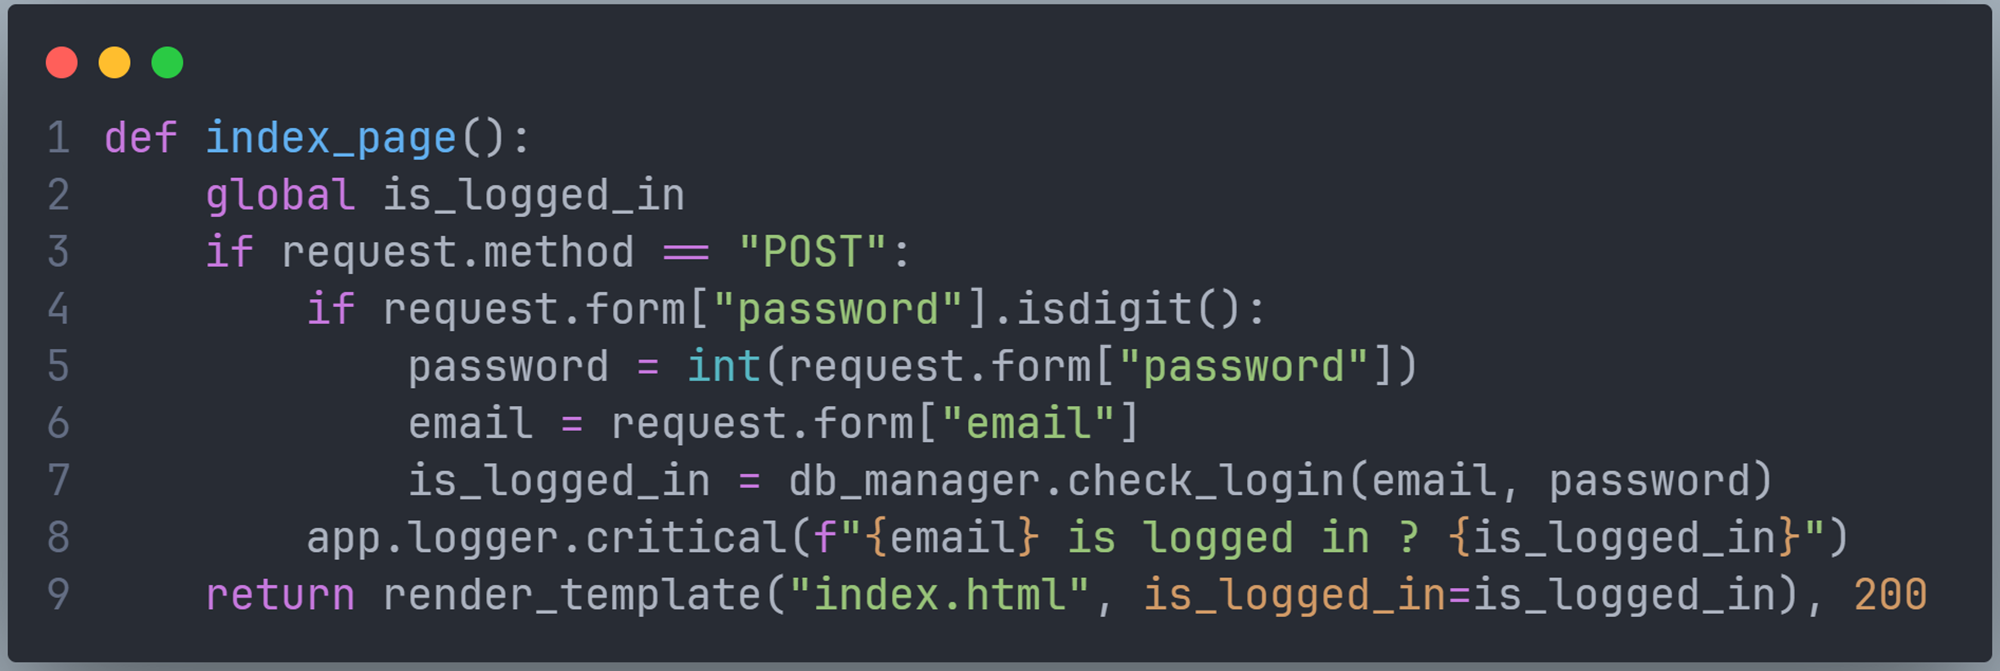 1 def index_page():
2     global is_logged_in
3     if request.method == "POST":
4         if request.form["password"].isdigit():
5             password = int(request.form["password"])
6             email = request.form["email"]
7             is_logged_in = db_manager.check_login(email, password)
8         app.logger.critical(f"{email} is logged in ? {is_logged_in}")
9     return render_template("index.html", is_logged_in=is_logged_in), 200